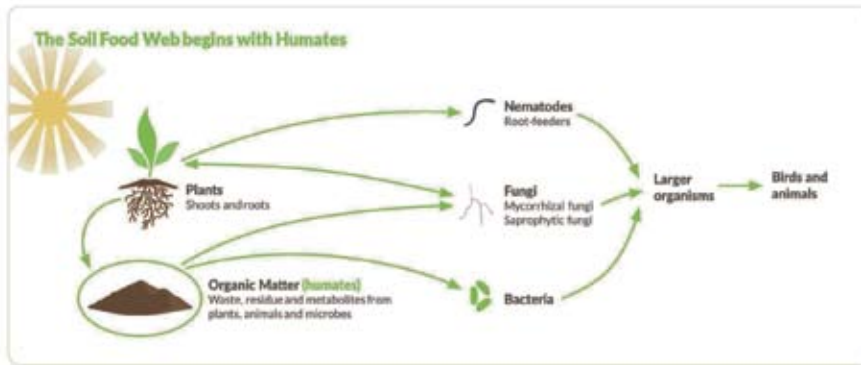 The Soil Food Web begins with Humates
Nematodes
Root-feeders
Plants
Shoots and roots
Fungi
Mycorrhizal fungi
Saprophytic fungi
Larger
organisms
Birds and
animals
Organic Matter (humates)
Waste, residue and metabolites from
plants, animals and microbes
Bacteria